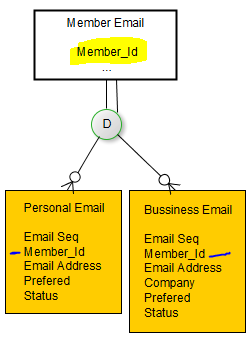 Member Email
Member_Id
...
D
Personal Email
Email Seq
Member_Id
Email Address
Prefered
Status
Bussiness Email
Email Seq
Member_Id
Email Address
Company
Prefered
Status